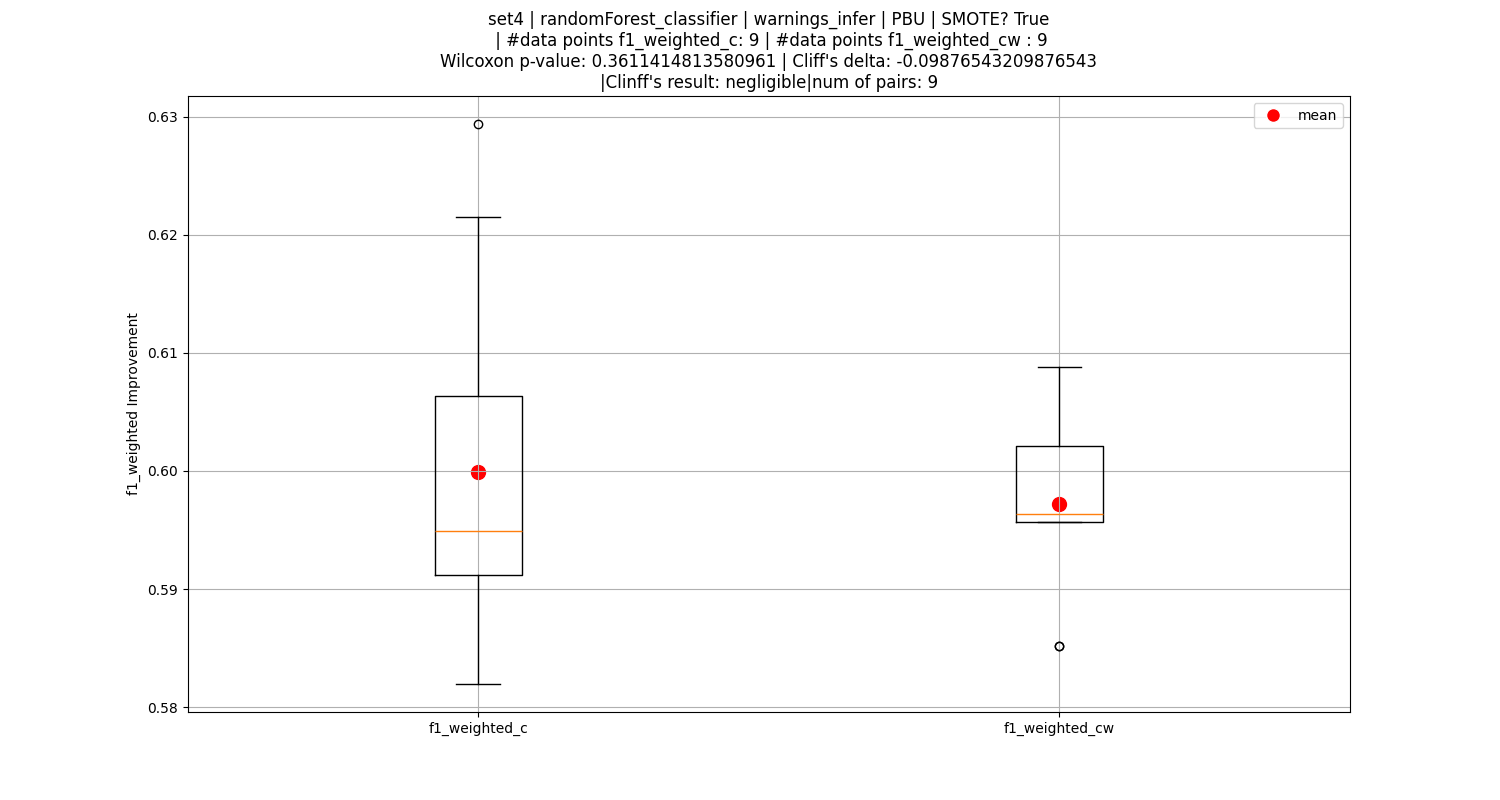 set4 | randomForest_classifier | warnings_infer | PBU | SMOTE? True
| #data points f1_weighted_c: 9 | #data points f1_weighted_cw : 9
Wilcoxon p-value: 0.3611414813580961 | Cliff's delta: -0.09876543209876543
|Clinff's result: negligible|num of pairs: 9
mean
0.63
0.62
0.61
0.60
0.59
0.58
f1_weighted Improvement
f1_weighted_c
f1_weighted_cw